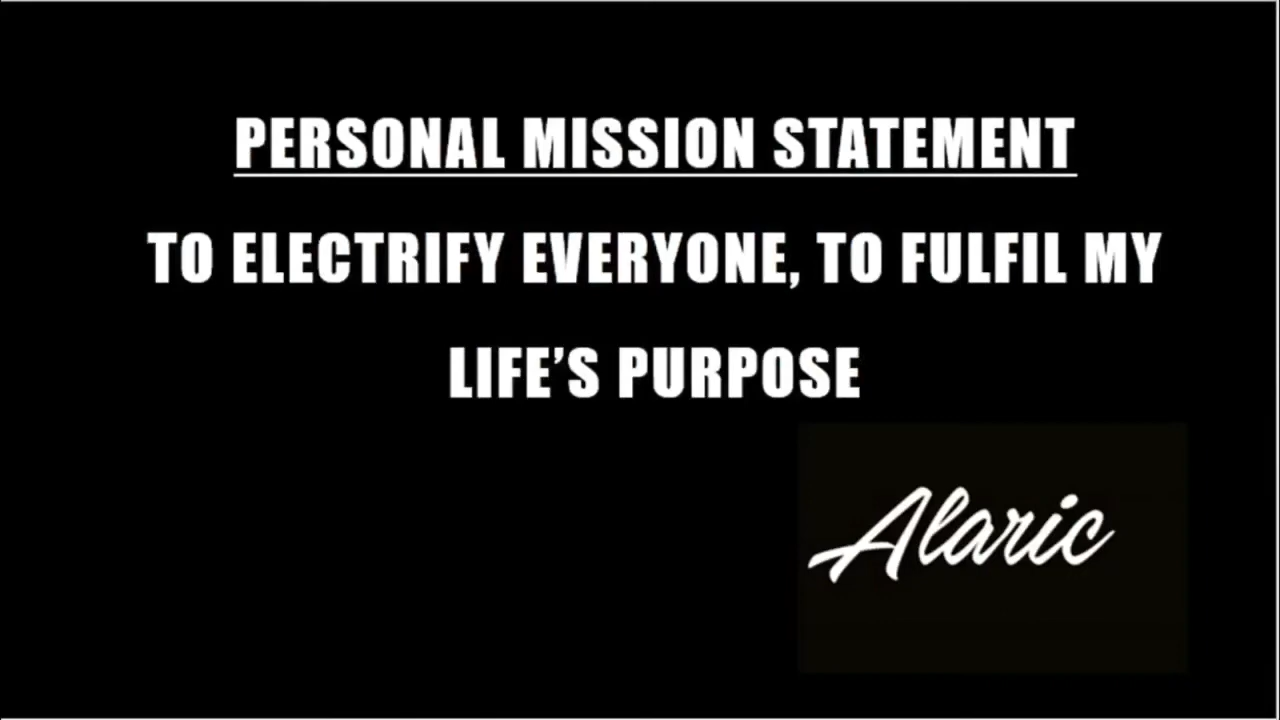 PERSONAL MISSION STATEMENT
TO ELECTRIFY EVERYONE, TO FULFIL MY
LIFE’S PURPOSE
Alaric